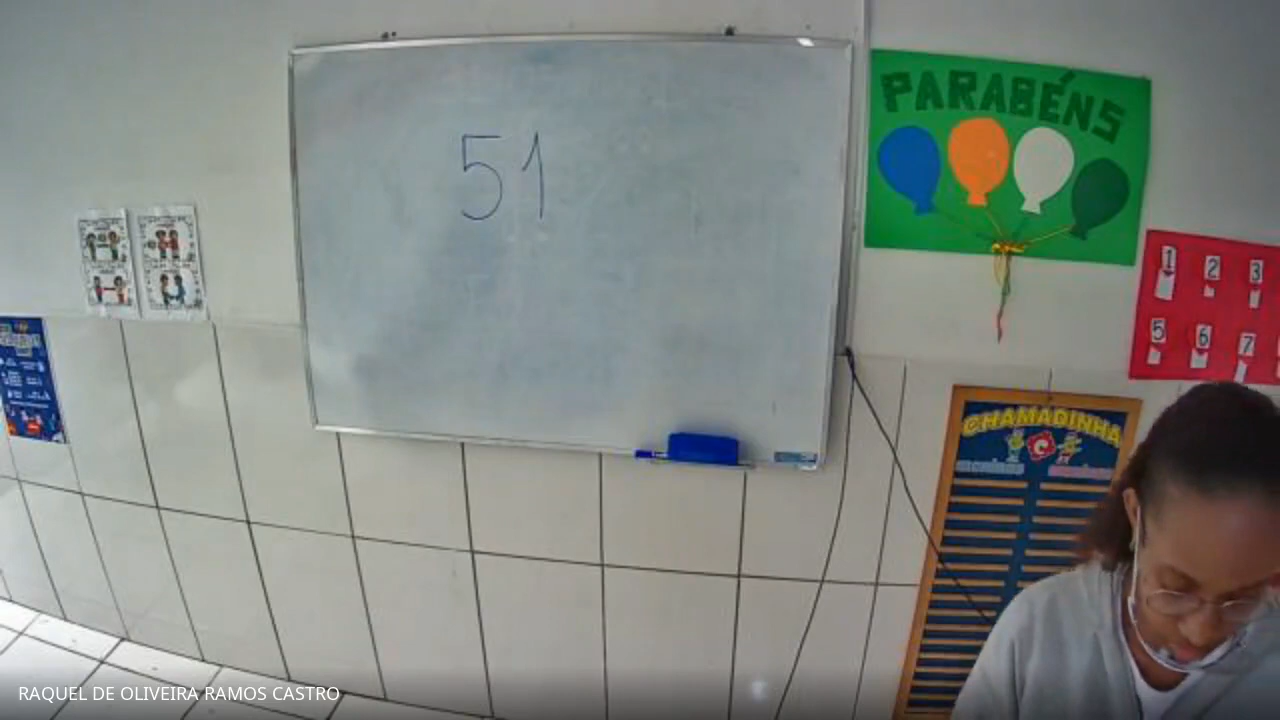 51
PARABÉNS
1 2 3
5 6 7
CHAMADINHA
C
RAQUEL DE OLIVEIRA RAMOS CASTRO